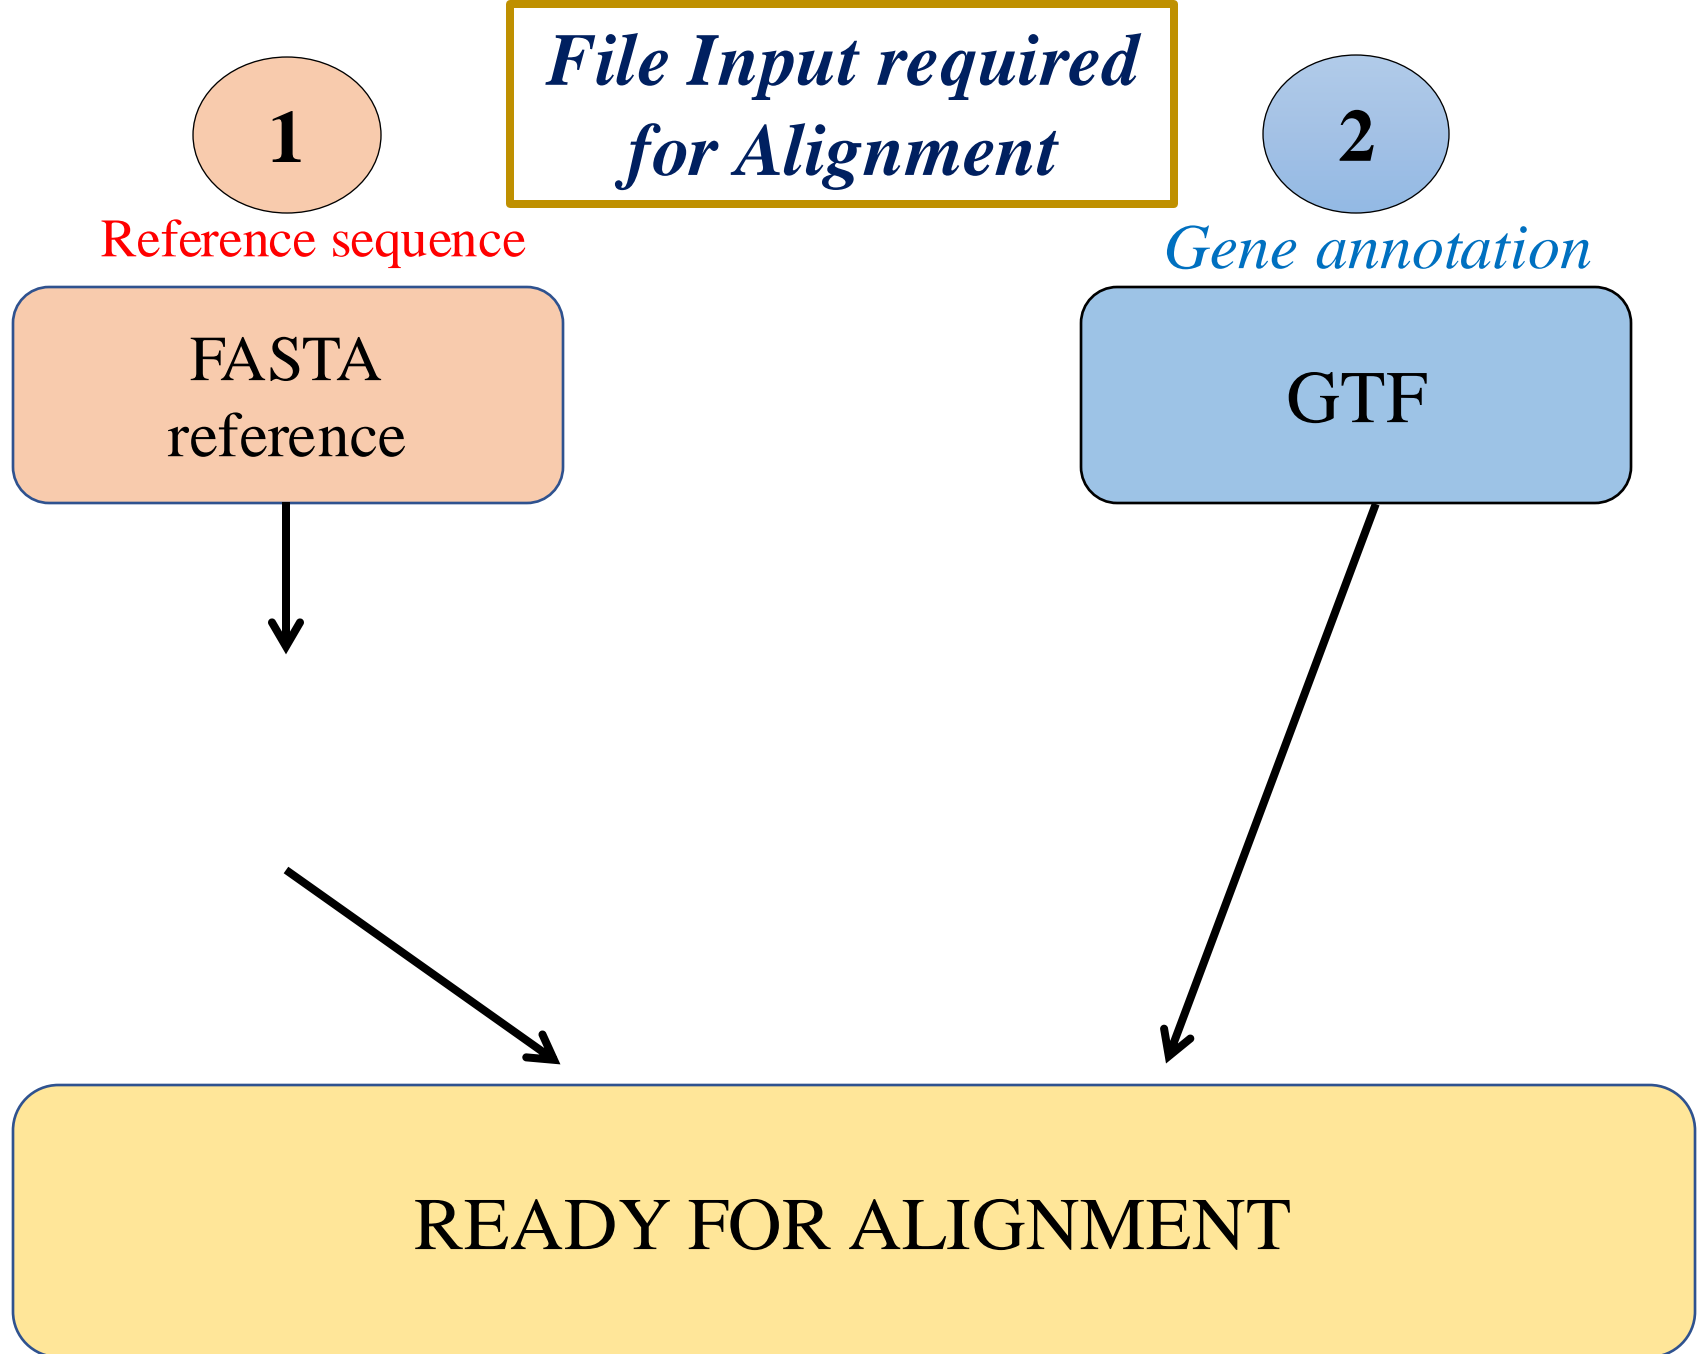 File Input required
for Alignment
1
Reference sequence
FASTA
reference
2
Gene annotation
GTF
READY FOR ALIGNMENT